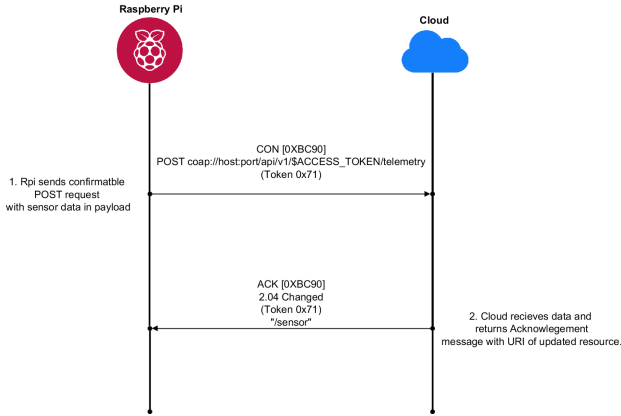 Raspberry Pi
Cloud
CON [0XBC90]
POST coap://host:port/api/v1/$ACCESS_TOKEN/telemetry
(Token 0x71)
1. Rpi sends confirmatble
POST request
with sensor data in payload
ACK [0XBC90]
2.04 Changed
(Token 0x71)
"/sensor"
2. Cloud recieves data and
returns Acknowlegement
message with URI of updated resource.